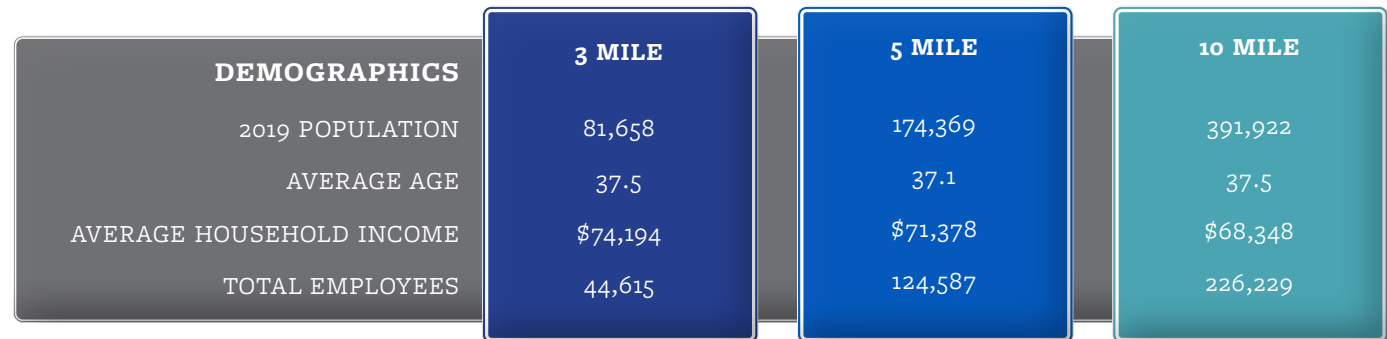 DEMOGRAPHICS 3 MILE 5 MILE 10 MILE
2019 POPULATION 81,658 174,369 391,922
AVERAGE AGE 37.5 37.1 37.5
AVERAGE HOUSEHOLD INCOME $74,194 $71,378 $68,348
TOTAL EMPLOYEES 44,615 124,587 226,229